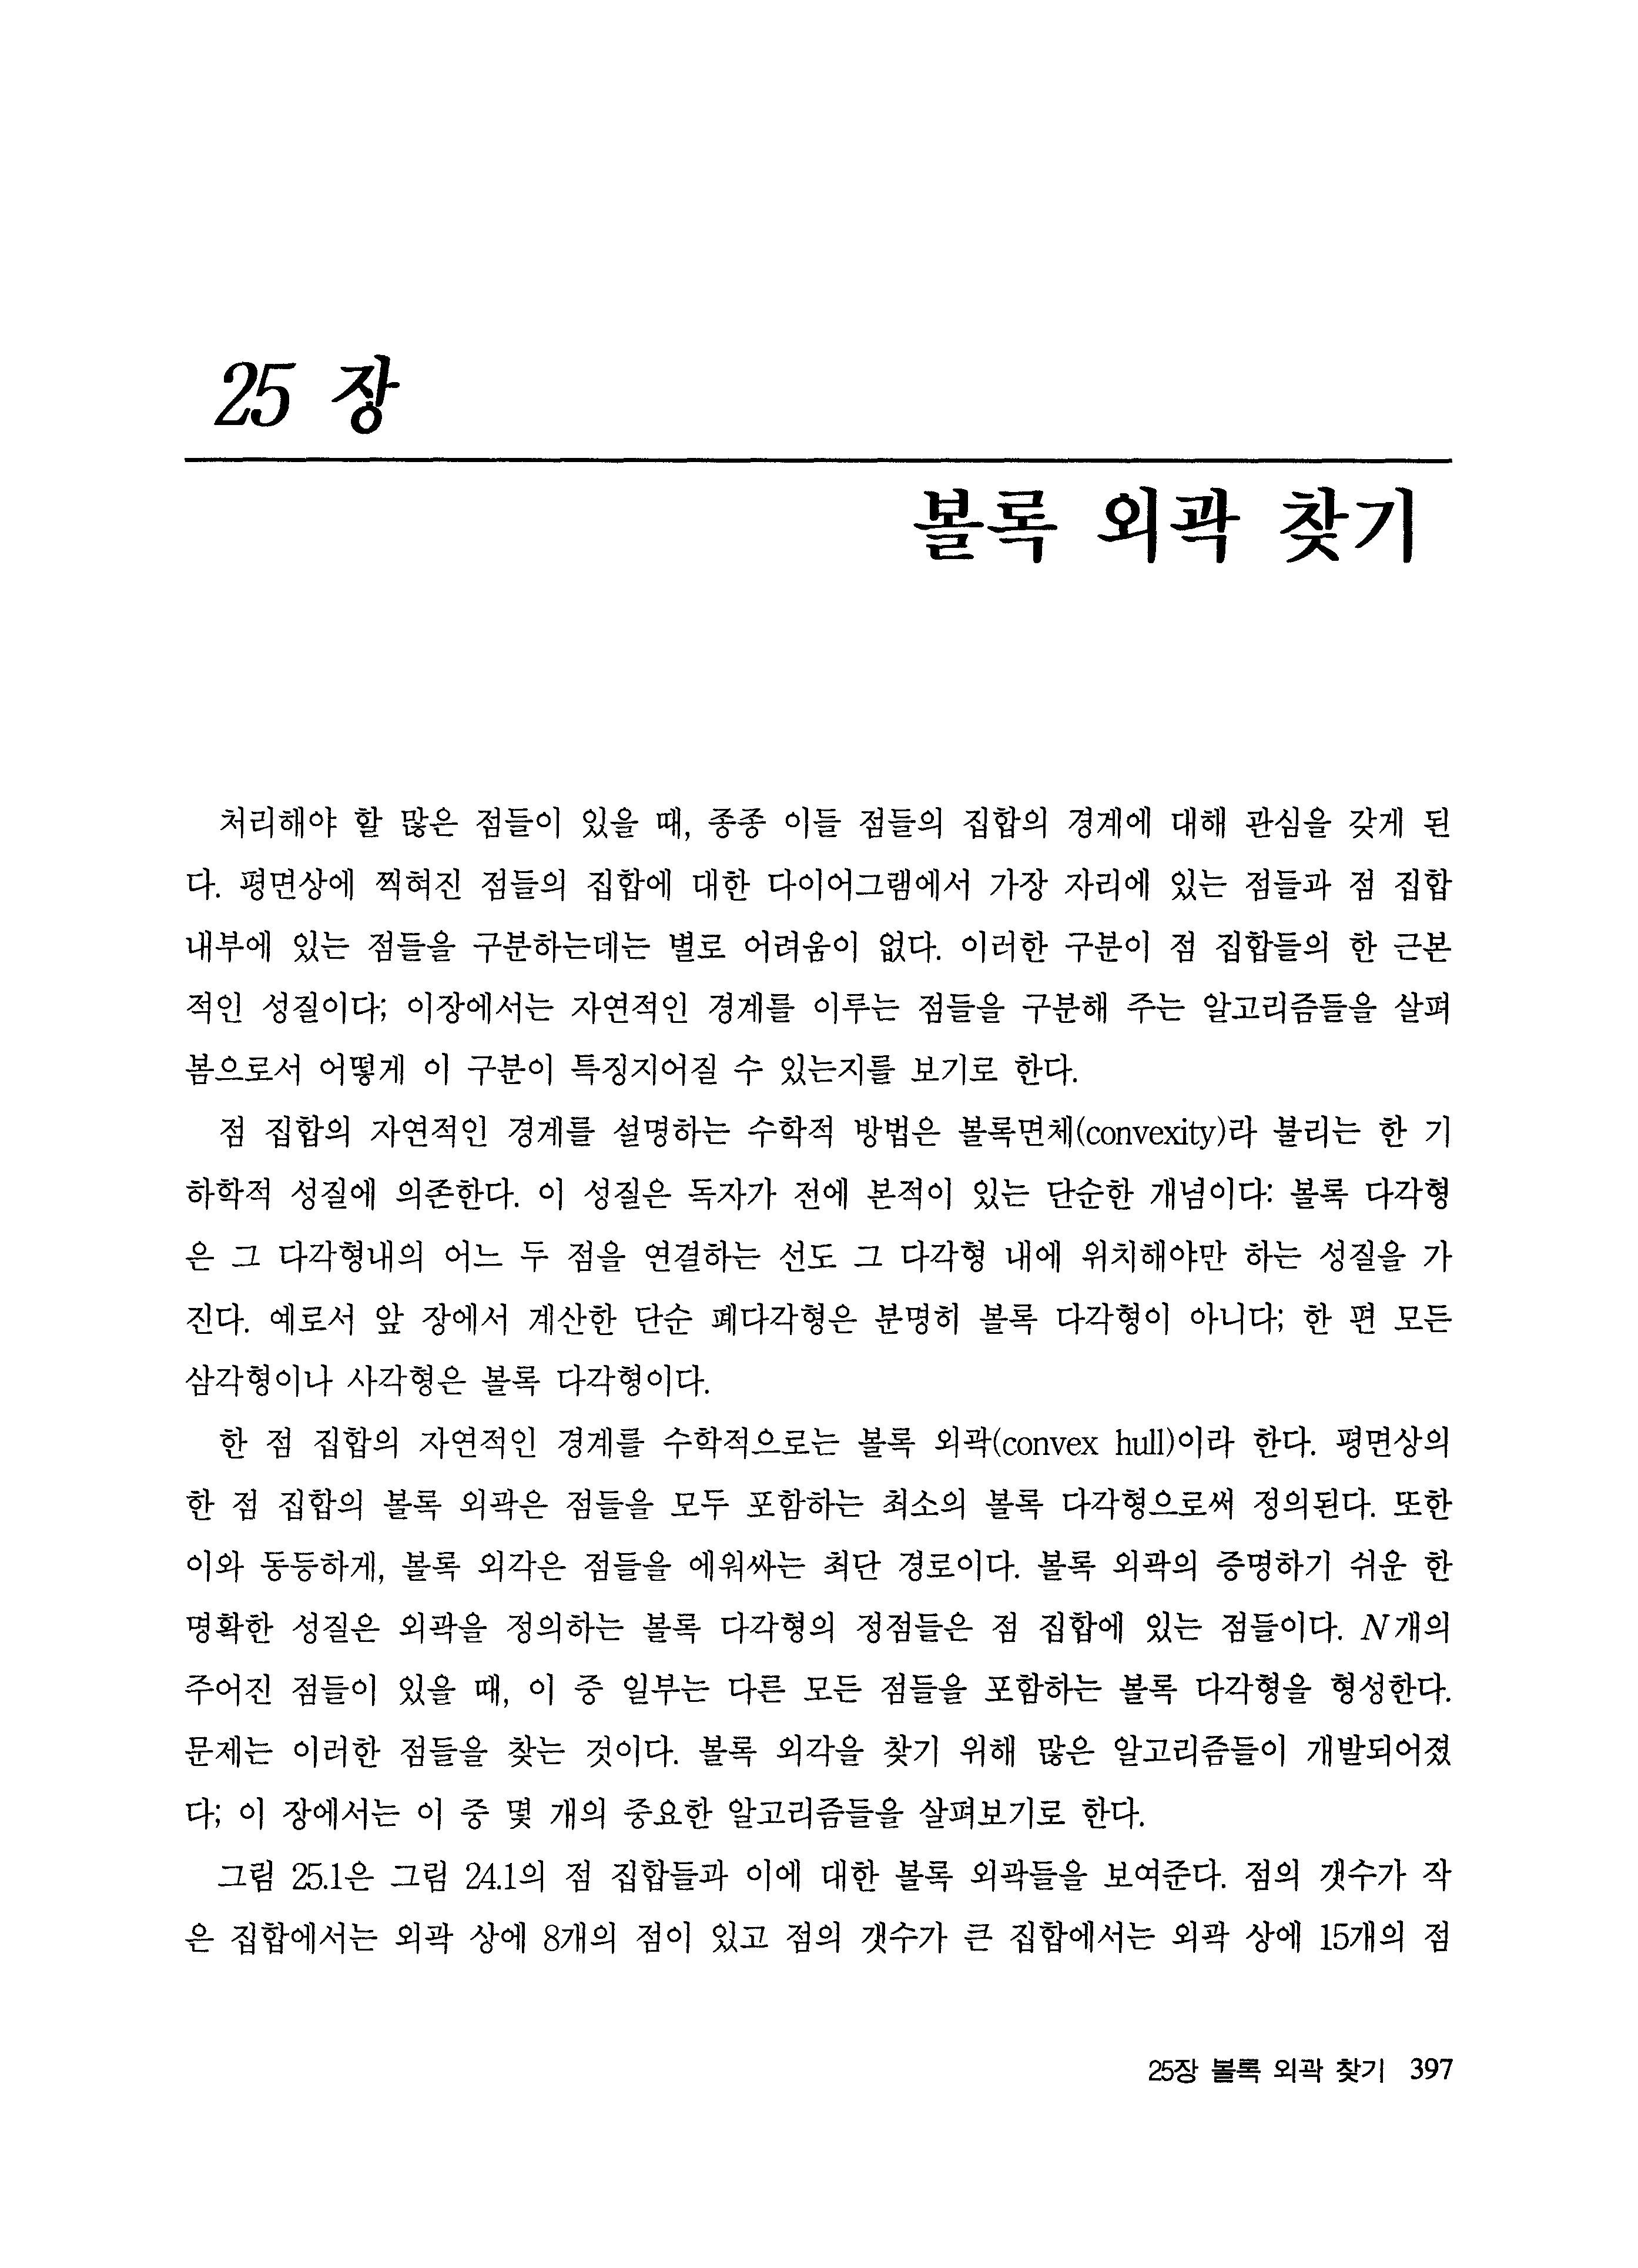 25 장
볼록 외곽 찾기
처리해야 할 많은 점들이 있을 때, 종종 이들 점들의 집합의 경계에 대해 관심을 갖게 된
다. 평면상에 찍혀진 점들의 집합에 대한 다이어그램에서 가장 자리에 있는 점들과 점 집합
내부에 있는 점들을 구분하는데는 별로 어려움이 없다. 이러한 구분이 점 집합들의 한 근본
적인 성질이다; 이장에서는 자연적인 경계를 이루는 점들을 구분해 주는 알고리즘들을 살펴
봄으로서 어떻게 이 구분이 특징지어질 수 있는지를 보기로 한다.
점 집합의 자연적인 경계를 설명하는 수학적 방법은 볼록면체(convexity)라 불리는 한 기
하학적 성질에 의존한다. 이 성질은 독자가 전에 본적이 있는 단순한 개념이다: 볼록 다각형
은 그 다각형내의 어느 두 점을 연결하는 선도 그 다각형 내에 위치해야만 하는 성질을 가
진다. 예로서 앞 장에서 계산한 단순 폐다각형은 분명히 볼록 다각형이 아니다; 한 편 모든
삼각형이나 사각형은 볼록 다각형이다.
한 점 집합의 자연적인 경계를 수학적으로는 볼록 외곽(convex hull)이라 한다. 평면상의
한 점 집합의 볼록 외곽은 점들을 모두 포함하는 최소의 볼록 다각형으로써 정의된다. 또한
이와 동등하게, 볼록 외각은 점들을 에워싸는 최단 경로이다. 볼록 외곽의 증명하기 쉬운 한
명확한 성질은 외곽을 정의하는 볼록 다각형의 정점들은 점 집합에 있는 점들이다. N개의
주어진 점들이 있을 때, 이 중 일부는 다른 모든 점들을 포함하는 볼록 다각형을 형성한다.
문제는 이러한 점들을 찾는 것이다. 볼록 외각을 찾기 위해 많은 알고리즘들이 개발되어졌
다; 이 장에서는 이 중 몇 개의 중요한 알고리즘들을 살펴보기로 한다.
그림 25.1은 그림 24.1의 점 집합들과 이에 대한 볼록 외곽들을 보여준다. 점의 갯수가 작
은 집합에서는 외곽 상에 8개의 점이 있고 점의 갯수가 큰 집합에서는 외곽 상에 15개의 점
25장 볼록 외곽 찾기 397